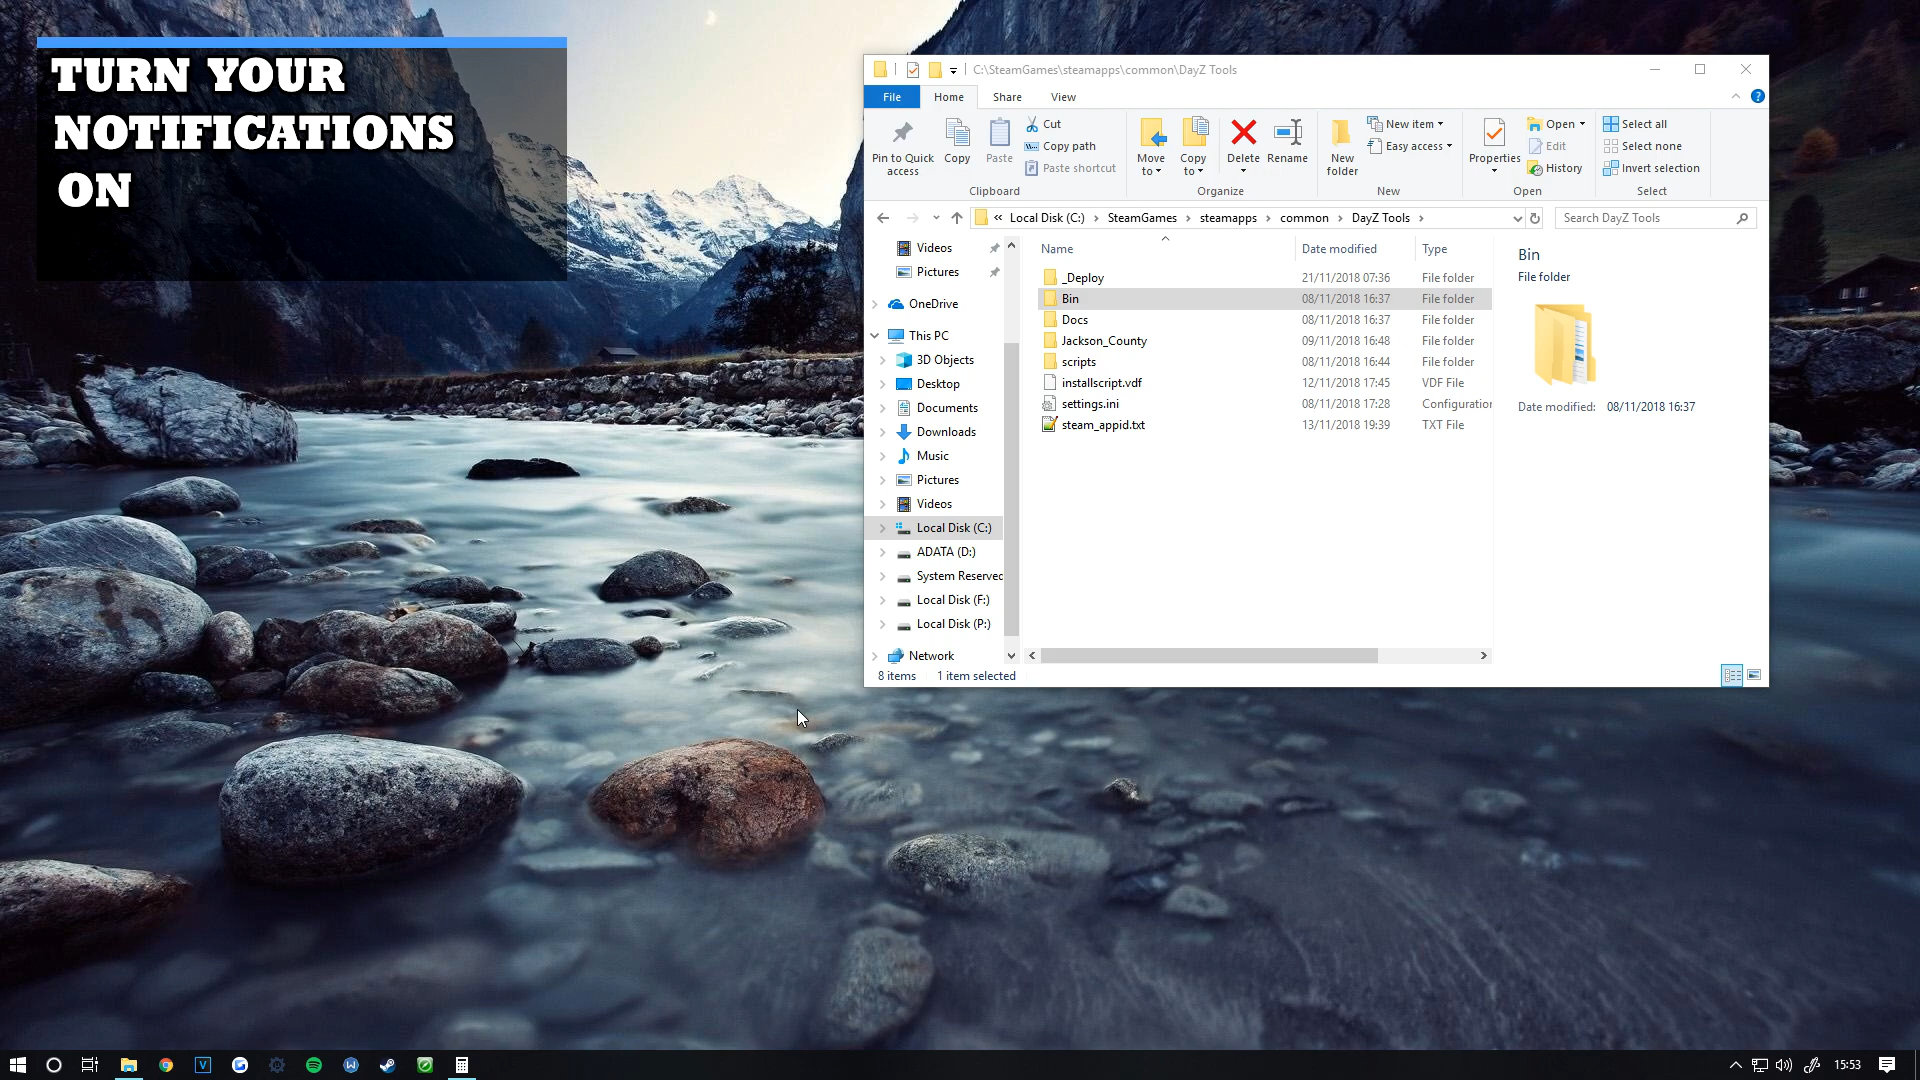 TURN YOUR
NOTIFICATIONS
ON
C:\SteamGames\steamapps\common\DayZ Tools
File Home Share View
Pin to Quick access
Copy
Paste
Cut
Copy path
Paste shortcut
Clipboard
Move to
Copy to
Delete
Rename
Organize
New folder
New item
Easy access
New
Properties
Open
Edit
History
Open
Select all
Select none
Invert selection
Select
« Local Disk (C:) > SteamGames > steamapps > common > DayZ Tools >
Search DayZ Tools
Videos
Pictures
OneDrive
This PC
3D Objects
Desktop
Documents
Downloads
Music
Pictures
Videos
Local Disk (C:)
ADATA (D:)
System Reserved
Local Disk (F:)
Local Disk (P:)
Network
Name Date modified Type
_Deploy 21/11/2018 07:36 File folder
Bin 08/11/2018 16:37 File folder
Docs 08/11/2018 16:37 File folder
Jackson_County 09/11/2018 16:48 File folder
scripts 08/11/2018 16:44 File folder
installscript.vdf 12/11/2018 17:45 VDF File
settings.ini 08/11/2018 17:28 Configuratior
steam_appid.txt 13/11/2018 19:39 TXT File
Bin
File folder
Date modified: 08/11/2018 16:37
8 items 1 item selected
15:53